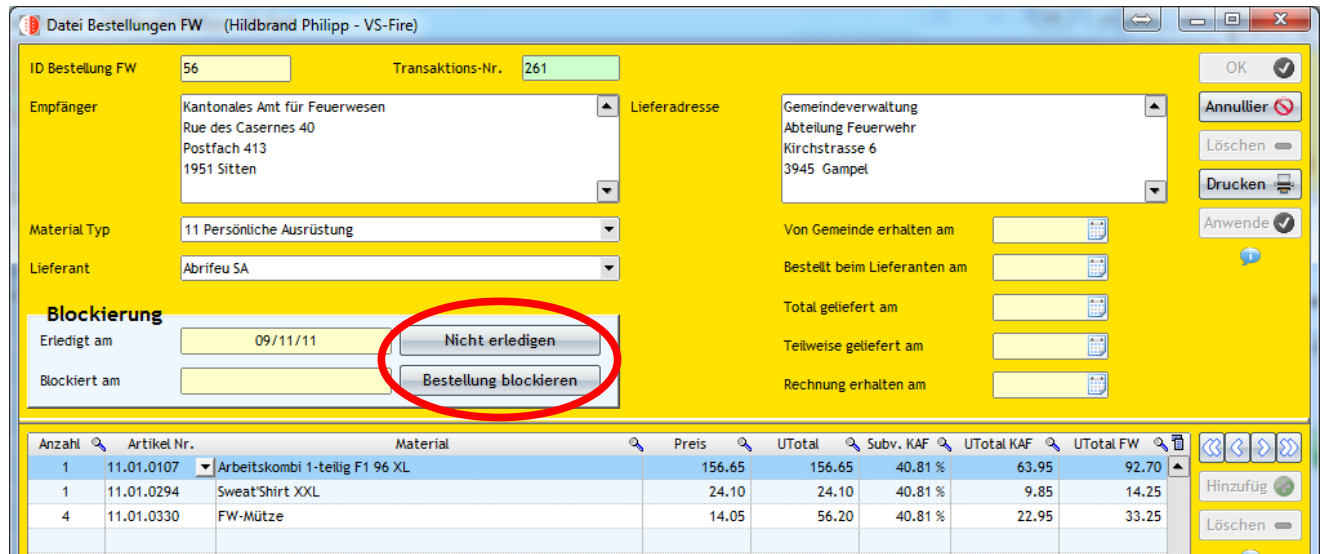 Datei Bestellungen FW (Hildbrand Philipp - VS-Fire)
ID Bestellung FW 56 Transaktions-Nr. 261 OK
Empfänger Kantonales Amt für Feuerwesen Lieferadresse Gemeindeverwaltung Annullier
Rue des Casernes 40 Abteilung Feuerwehr
Postfach 413 Kirchstrasse 6 Löschen
1951 Sitten 3945 Gampel
Drucken
Material Typ 11 Persönliche Ausrüstung Von Gemeinde erhalten am Anwende
Lieferant Abrifeu SA Bestellt beim Lieferanten am
Blockierung Total geliefert am
Erledigt am 09/11/11 Nicht erledigen Teilweise geliefert am
Blockiert am Bestellung blockieren Rechnung erhalten am
Anzahl Artikel Nr. Material Preis UTotal Subv. KAF UTotal KAF UTotal FW
1 11.01.0107 Arbeitskombi 1-teilig F1 96 XL 156.65 156.65 40.81 % 63.95 92.70
1 11.01.0294 Sweat'Shirt XXL 24.10 24.10 40.81 % 9.85 14.25 Hinzufüg
4 11.01.0330 FW-Mütze 14.05 56.20 40.81 % 22.95 33.25 Löschen